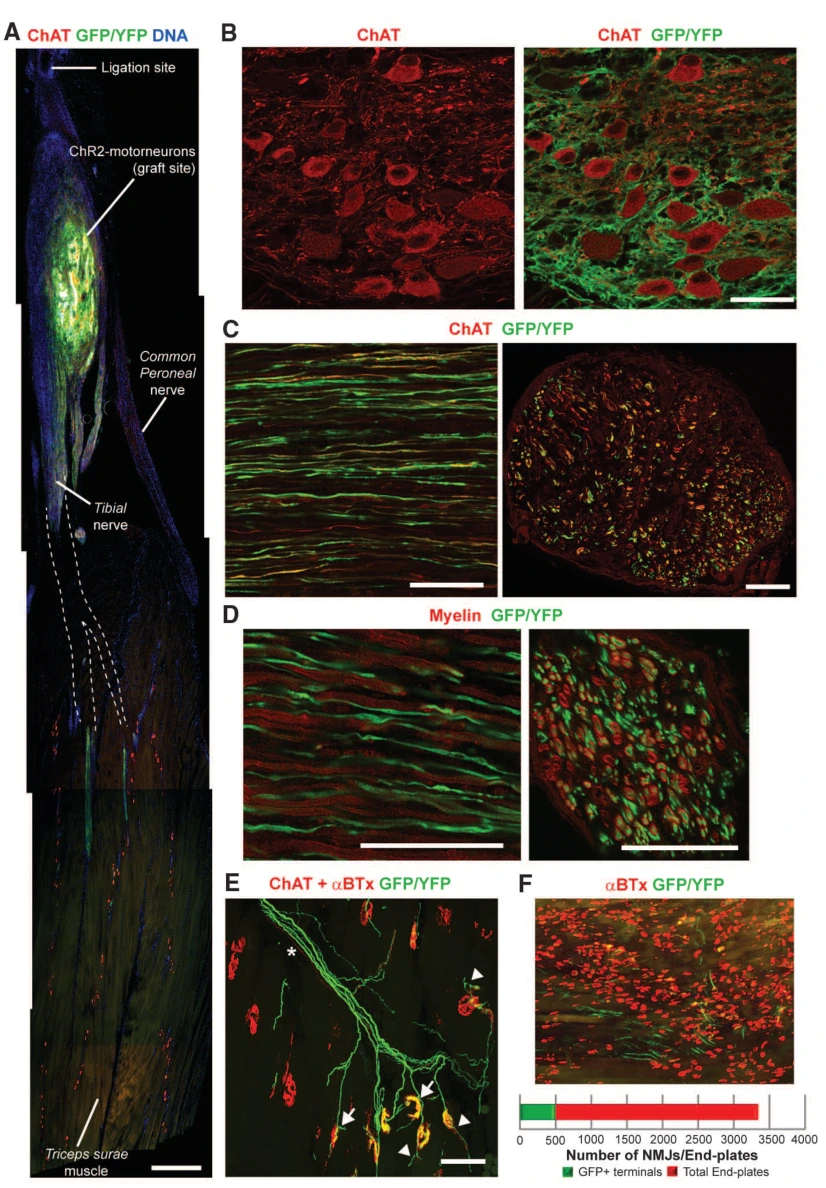 A
ChAT GFP/YFP DNA
Ligation site
ChR2-motorneurons
(graft site)
Common
Peroneal
nerve
Tibial
nerve
Triceps surae
muscle
B
ChAT
ChAT GFP/YFP
C
ChAT GFP/YFP
D
Myelin GFP/YFP
E
ChAT + αBTx GFP/YFP
*
F
αBTx GFP/YFP
0 500 1000 1500 2000 2500 3000 3500 4000
Number of NMJs/End-plates
GFP+ terminals Total End-plates